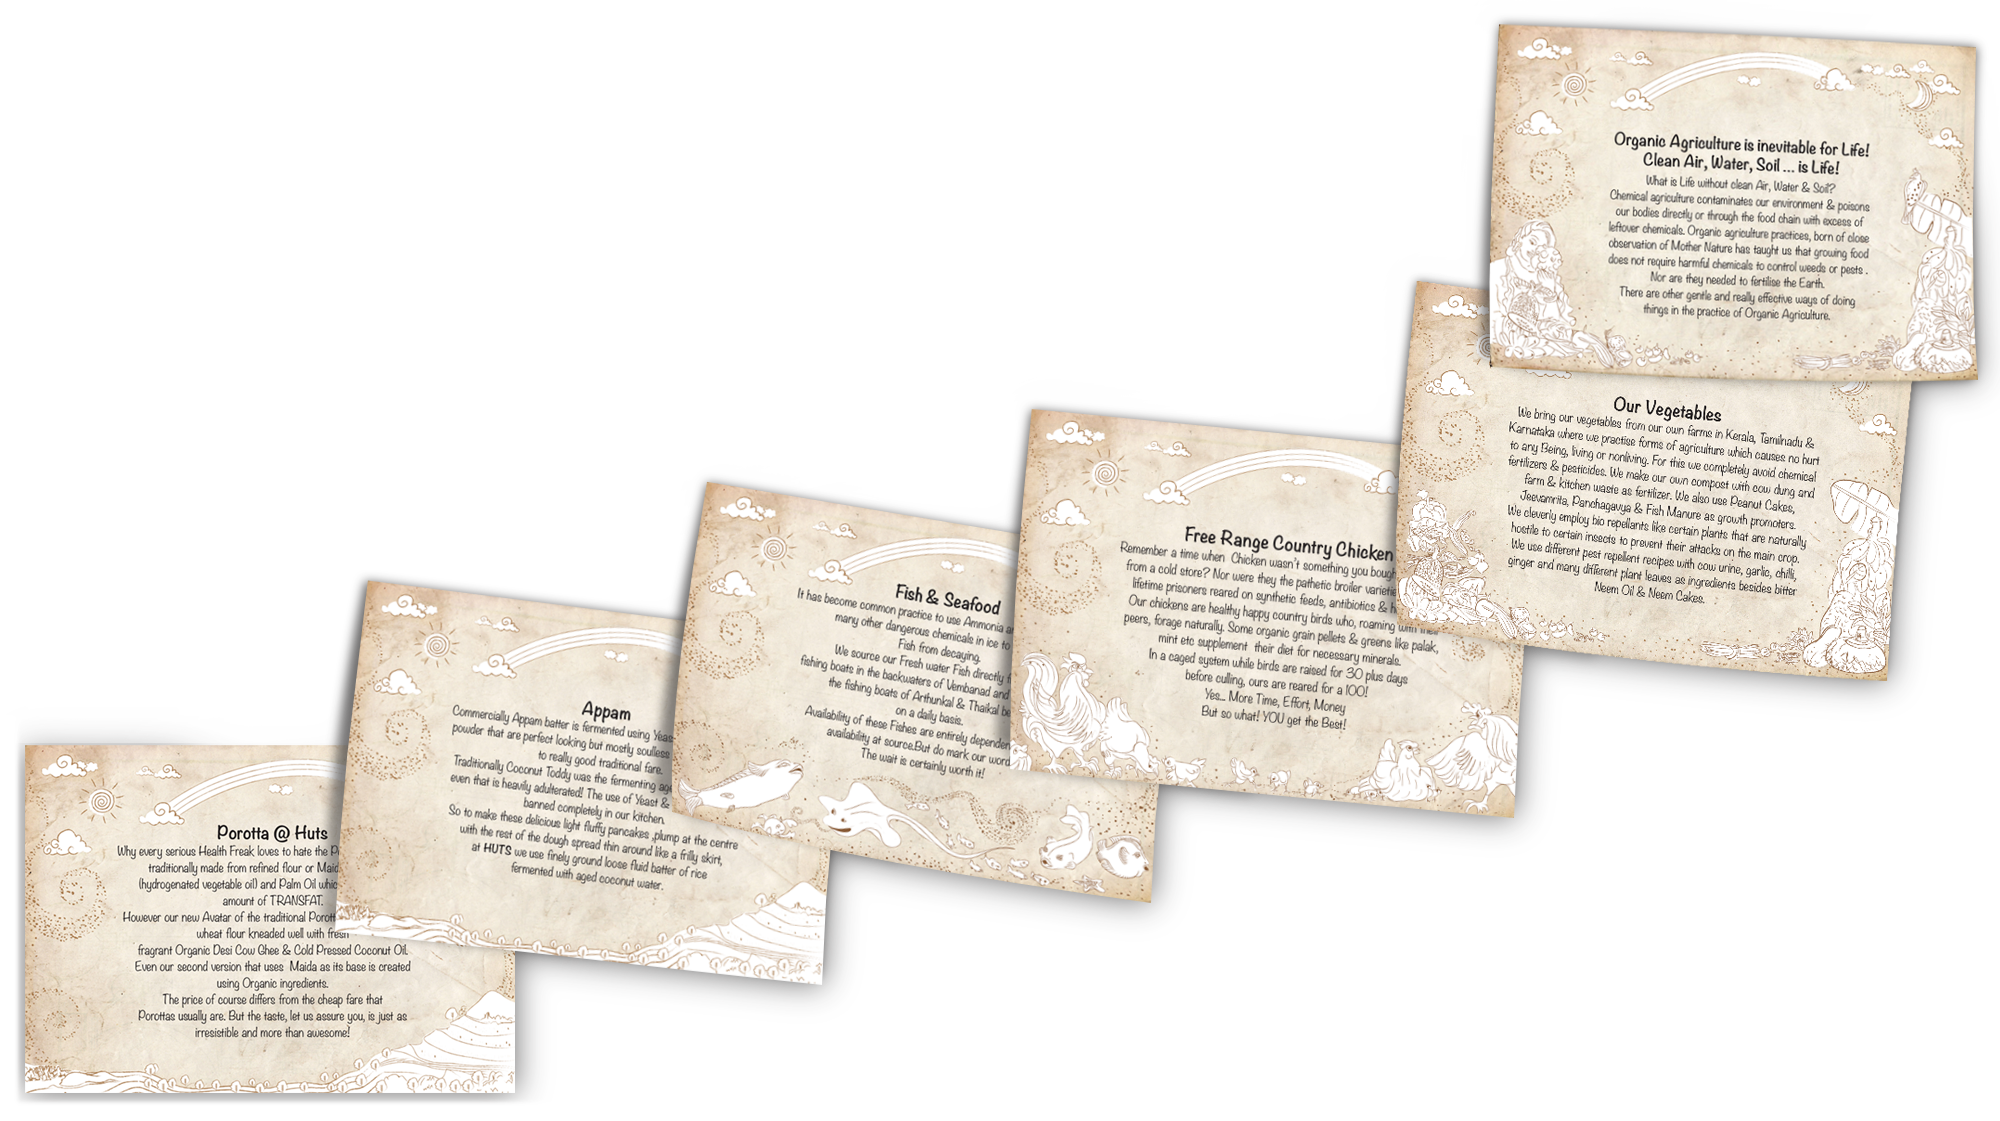 Porotta @ Huts
Why every serious Health Freak loves to hate the
traditionally made from refined flour or
(hydrogenated vegetable oil) and Palm Oil
amount of TRANSFAT.
However our new Avatar of the traditional
wheat flour kneaded well with fresh
fragrant Organic Desi Cow Ghee & Cold Pressed Coconut Oil.
Even our second version that uses Maida as its base is created
using Organic ingredients.
The price of course differs from the cheap fare that
Porottas usually are. But the taste, let us assure you, is just as
irresistible and more than awesome!
Appam
Commercially Appam batter is fermented using
powder that are perfect looking but mostly soulless
to really good traditional fare.
Traditionally Coconut Toddy was the fermenting
even that is heavily adulterated! The use of Yeast &
banned completely in our kitchen.
So to make these delicious light fluffy pancakes ,plump at the centre
with the rest of the dough spread thin around like a frilly skirt,
at HUTS we use finely ground loose fluid batter of rice
fermented with aged coconut water.
Fish & Seafood
It has become common practice to use Ammonia
many other dangerous chemicals in ice to
Fish from decaying.
We source our Fresh water Fish directly
fishing boats in the backwaters of Vembanad and
the fishing boats of Arthunkal & Thaikal
on a daily basis.
Availability of these Fishes are entirely
availability at source.But do mark our
The wait is certainly worth it!
Free Range Country Chicken
Remember a time when Chicken wasn't something you
from a cold store? Nor were they the pathetic broiler
lifetime prisoners reared on synthetic feeds, antibiotics &
Our chickens are healthy happy country birds who, roaming with their
peers, forage naturally. Some organic grain pellets & greens like palak,
mint etc supplement their diet for necessary minerals.
In a caged system while birds are raised for 30 plus days
before culling, ours are reared for a 100!
Yes... More Time, Effort, Money
But so what! YOU get the Best!
Our Vegetables
We bring our vegetables from our own farms in Kerala, Tamilnadu &
Karnataka where we practise forms of agriculture which causes no hurt
to any Being, living or nonliving. For this we completely avoid chemical
fertilizers & pesticides. We make our own compost with cow dung and
farm & kitchen waste as fertilizer. We also use Peanut Cakes,
Jeevamrita, Panchagavya & Fish Manure as growth promoters.
We cleverly employ bio repellants like certain plants that are naturally
hostile to certain insects to prevent their attacks on the main crop.
We use different pest repellent recipes with cow urine, garlic, chilli,
ginger and many different plant leaves as ingredients besides bitter
Neem Oil & Neem Cakes.
Organic Agriculture is inevitable for Life!
Clean Air, Water, Soil ... is Life!
What is Life without clean Air, Water & Soil?
Chemical agriculture contaminates our environment & poisons
our bodies directly or through the food chain with excess of
leftover chemicals. Organic agriculture practices, born of close
observation of Mother Nature has taught us that growing food
does not require harmful chemicals to control weeds or pests .
Nor are they needed to fertilise the Earth.
There are other gentle and really effective ways of doing
things in the practice of Organic Agriculture.